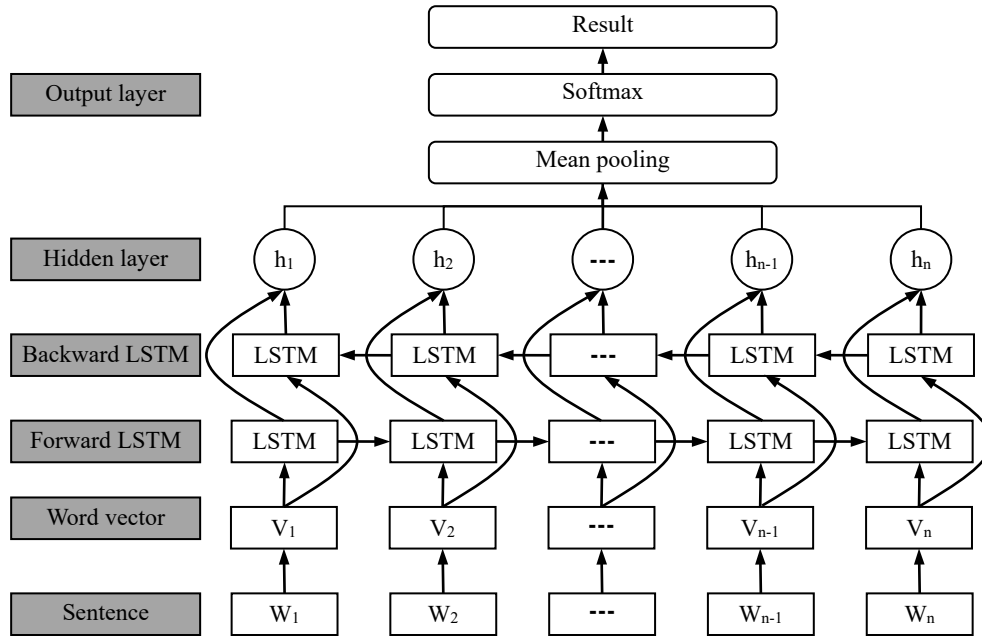 Result
Output layer Softmax
Mean pooling
Hidden layer h₁ h₂ --- hₙ₋₁ hₙ
Backward LSTM LSTM LSTM --- LSTM LSTM
Forward LSTM LSTM LSTM --- LSTM LSTM
Word vector V₁ V₂ --- Vₙ₋₁ Vₙ
Sentence W₁ W₂ --- Wₙ₋₁ Wₙ